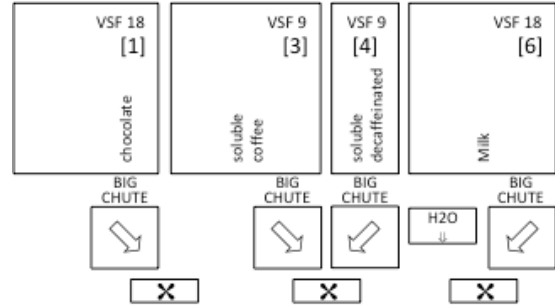 VSF 18
[1]
chocolate
VSF 9
[3]
soluble
coffee
VSF 9
[4]
soluble
decaffeinated
VSF 18
[6]
Milk
BIG
CHUTE
BIG
CHUTE
BIG
CHUTE
BIG
CHUTE
H2O